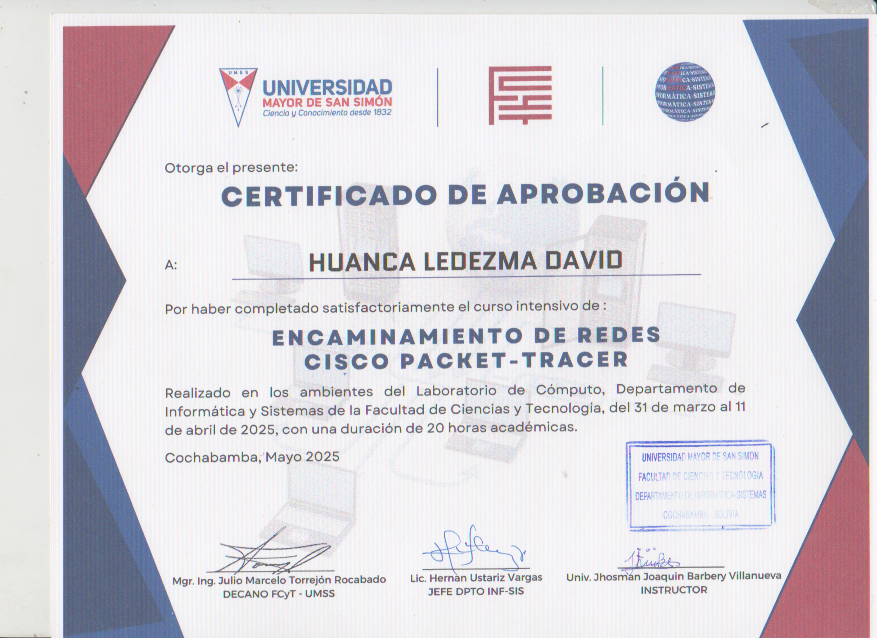 UMSS
UNIVERSIDAD
MAYOR DE SAN SIMÓN
Ciencia y Conocimiento desde 1832
Otorga el presente:
CERTIFICADO DE APROBACIÓN
A:
HUANCA LEDEZMA DAVID
Por haber completado satisfactoriamente el curso intensivo de :
ENCAMINAMIENTO DE REDES
CISCO PACKET-TRACER
Realizado en los ambientes del Laboratorio de Cómputo, Departamento de
Informática y Sistemas de la Facultad de Ciencias y Tecnología, del 31 de marzo al 11
de abril de 2025, con una duración de 20 horas académicas.
Cochabamba, Mayo 2025
UNIVERSIDAD MAYOR DE SAN SIMON
FACULTAD DE CIENCIAS Y TECNOLOGIA
DEPARTAMENTO DE INFORMATICA-SISTEMAS
COCHABAMBA BOLIVIA
Mgr. Ing. Julio Marcelo Torrejón Rocabado
DECANO FCyT - UMSS
Lic. Hernán Ustariz Vargas
JEFE DPTO INF-SIS
Univ. Jhosman Joaquin Barbery Villanueva
INSTRUCTOR